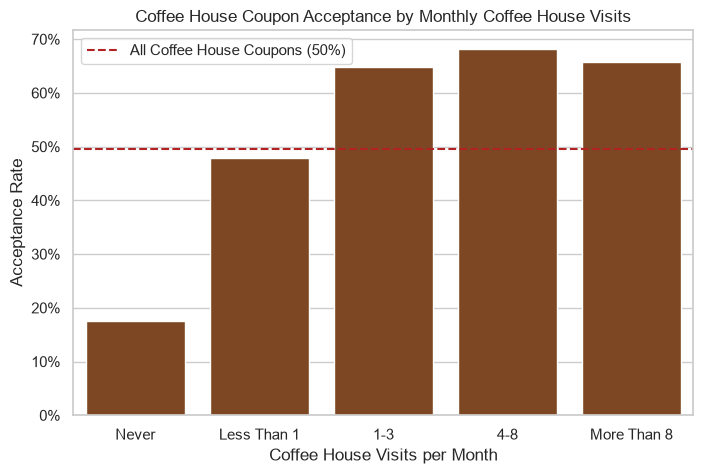 Coffee House Coupon Acceptance by Monthly Coffee House Visits
All Coffee House Coupons (50%)
Acceptance Rate
70%
60%
50%
40%
30%
20%
10%
0%
Never
Less Than 1
1-3
4-8
More Than 8
Coffee House Visits per Month